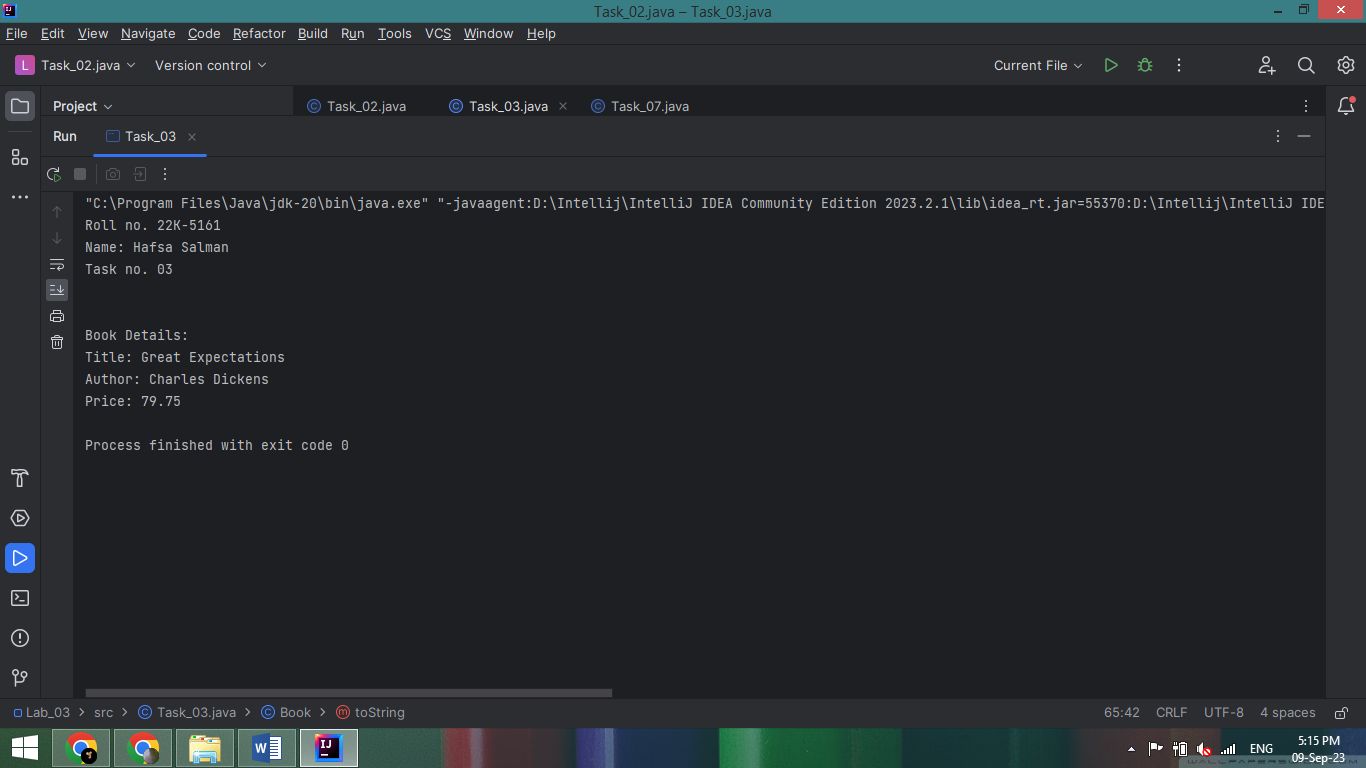 Task_02.java – Task_03.java
File Edit View Navigate Code Refactor Build Run Tools VCS Window Help
L Task_02.java Version control Current File
Project Task_02.java Task_03.java Task_07.java
Run Task_03
"C:\Program Files\Java\jdk-20\bin\java.exe" "-javaagent:D:\Intellij\IntelliJ IDEA Community Edition 2023.2.1\lib\idea_rt.jar=55370:D:\Intellij\IntelliJ IDE
Roll no. 22K-5161
Name: Hafsa Salman
Task no. 03
Book Details:
Title: Great Expectations
Author: Charles Dickens
Price: 79.75
Process finished with exit code 0
Lab_03 > src > Task_03.java > Book > toString 65:42 CRLF UTF-8 4 spaces
ENG 5:15 PM
09-Sep-23